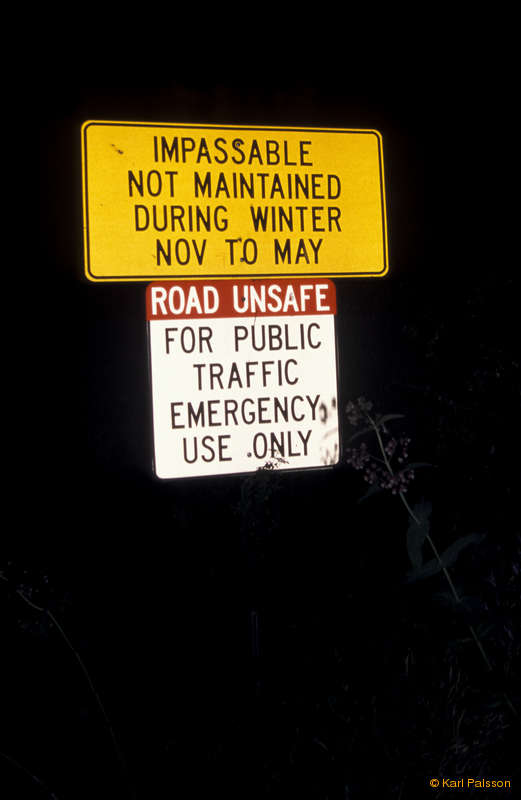 IMPASSABLE
NOT MAINTAINED
DURING WINTER
NOV TO MAY
ROAD UNSAFE
FOR PUBLIC
TRAFFIC
EMERGENCY
USE ONLY
© Karl Palsson